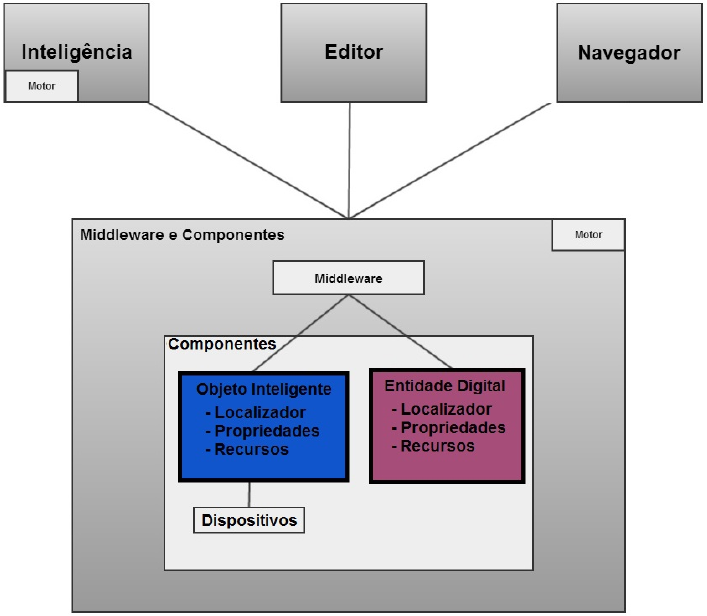 Inteligência
Motor
Editor
Navegador
Middleware e Componentes
Motor
Middleware
Componentes
Objeto Inteligente
- Localizador
- Propriedades
- Recursos
Entidade Digital
- Localizador
- Propriedades
- Recursos
Dispositivos